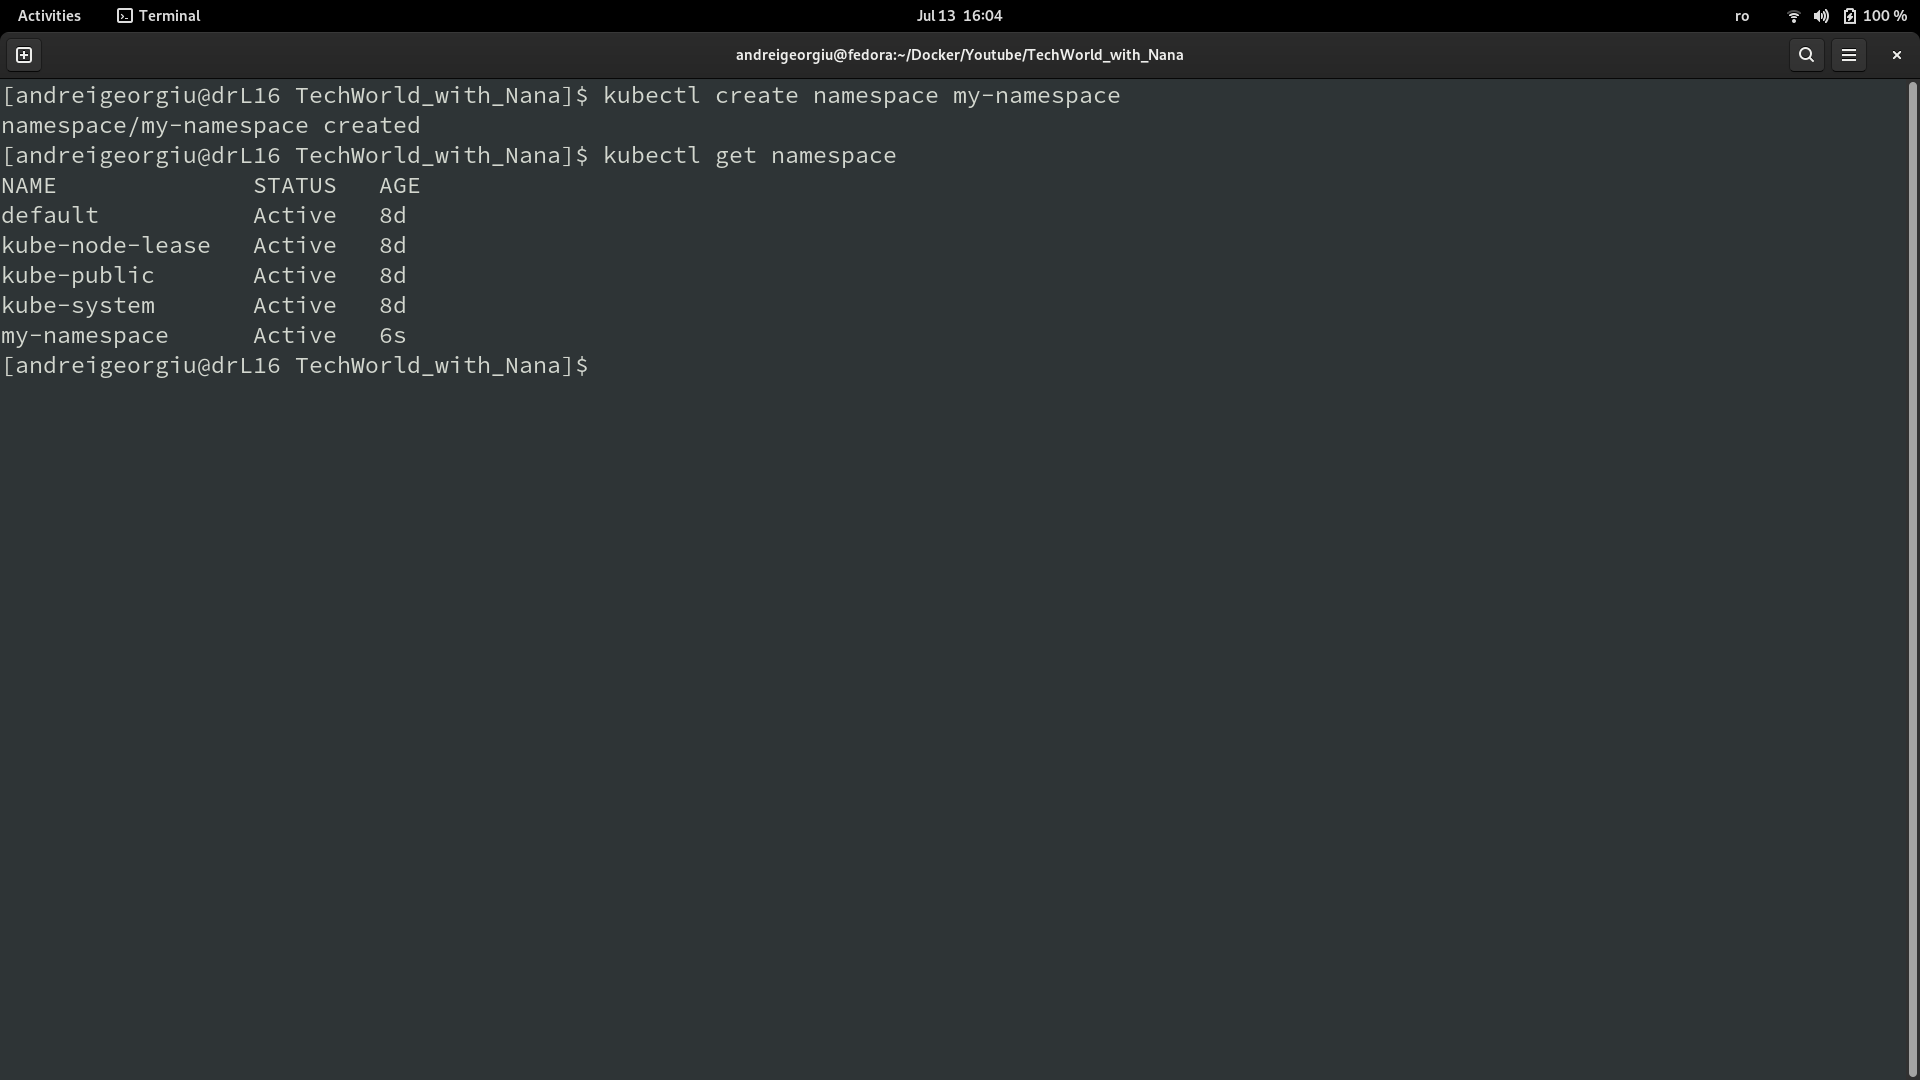 Activities Terminal Jul 13 16:04 ro 100 %
andreigeorgiu@fedora:~/Docker/Youtube/TechWorld_with_Nana
[andreigeorgiu@drL16 TechWorld_with_Nana]$ kubectl create namespace my-namespace
namespace/my-namespace created
[andreigeorgiu@drL16 TechWorld_with_Nana]$ kubectl get namespace
NAME              STATUS   AGE
default           Active   8d
kube-node-lease   Active   8d
kube-public       Active   8d
kube-system       Active   8d
my-namespace      Active   6s
[andreigeorgiu@drL16 TechWorld_with_Nana]$